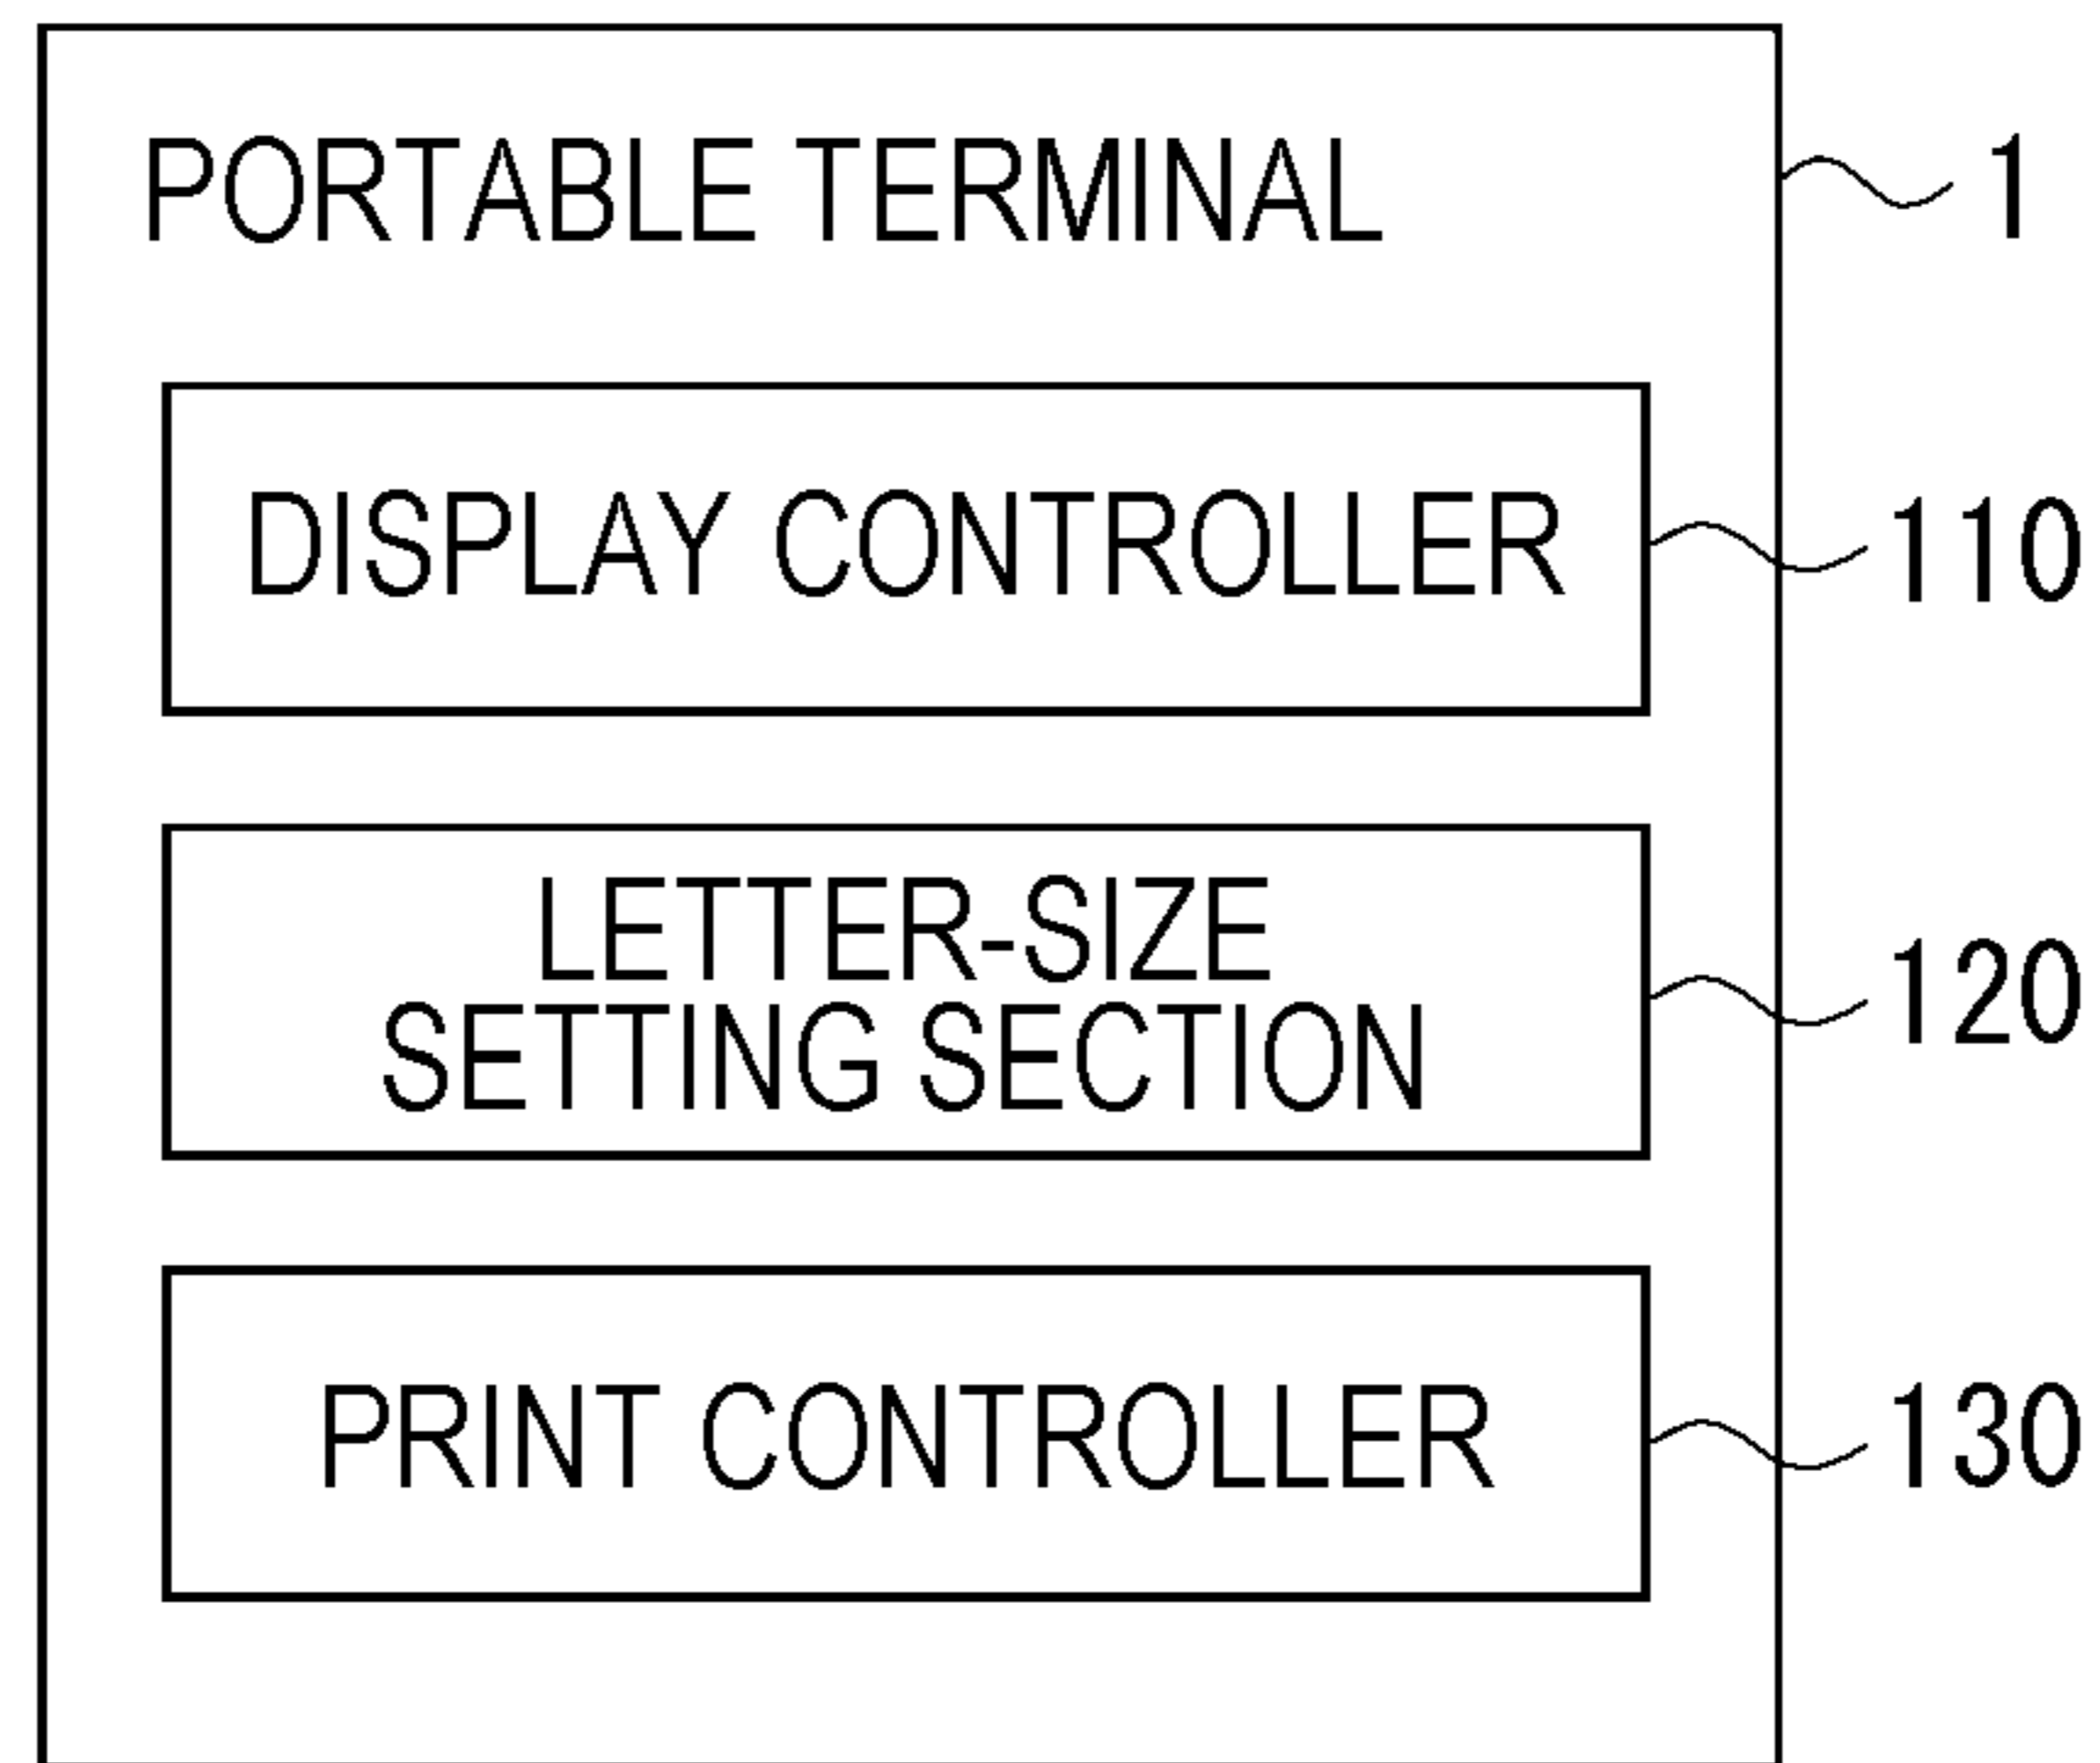 PORTABLE TERMINAL 1
DISPLAY CONTROLLER 110
LETTER-SIZE
SETTING SECTION 120
PRINT CONTROLLER 130